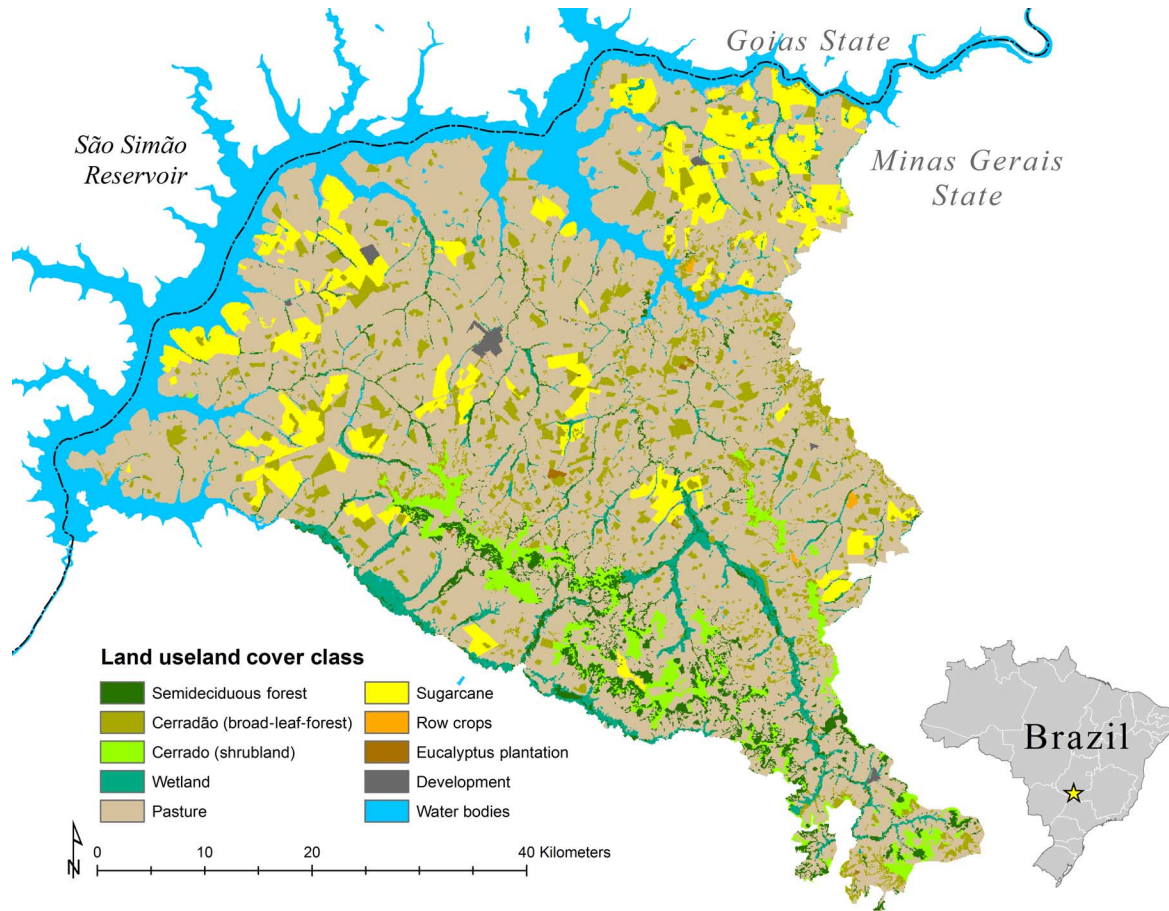 Goias State
São Simão
Reservoir
Minas Gerais
State
Land useland cover class
Semideciduous forest
Cerradão (broad-leaf-forest)
Cerrado (shrubland)
Wetland
Pasture
Sugarcane
Row crops
Eucalyptus plantation
Development
Water bodies
Brazil
N
0 10 20 40 Kilometers